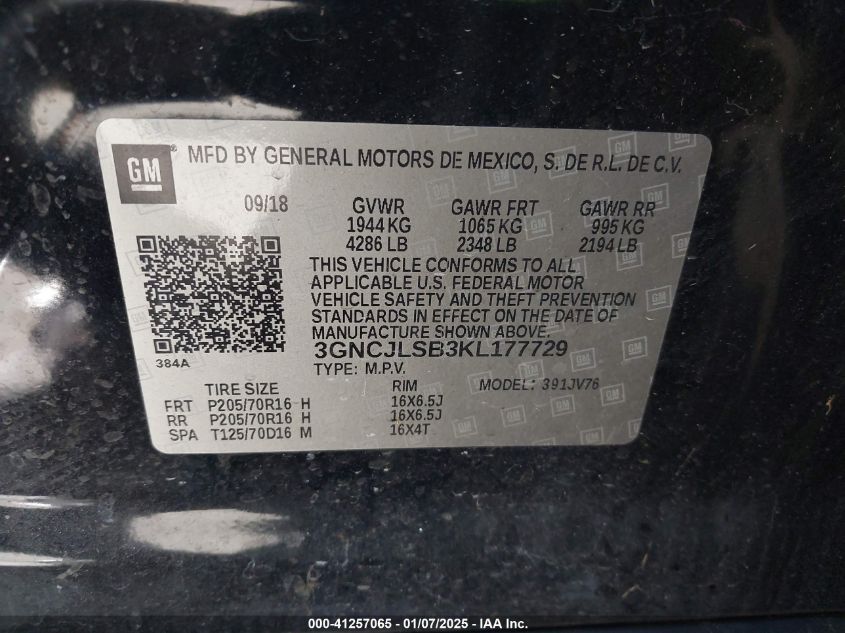 GM ® MFD BY GENERAL MOTORS DE MEXICO, S. DE R.L. DE C.V.
09/18 GVWR GAWR FRT GAWR RR
1944 KG 1065 KG 995 KG
4286 LB 2348 LB 2194 LB
THIS VEHICLE CONFORMS TO ALL
APPLICABLE U.S. FEDERAL MOTOR
VEHICLE SAFETY AND THEFT PREVENTION
STANDARDS IN EFFECT ON THE DATE OF
MANUFACTURE SHOWN ABOVE.
384A 3GNCJLSB3KL177729
TYPE: M.P.V. MODEL: 391JV76
TIRE SIZE RIM
FRT P205/70R16 H 16X6.5J
RR P205/70R16 H 16X6.5J
SPA T125/70D16 M 16X4T
000-41257065 - 01/07/2025 - IAA Inc.